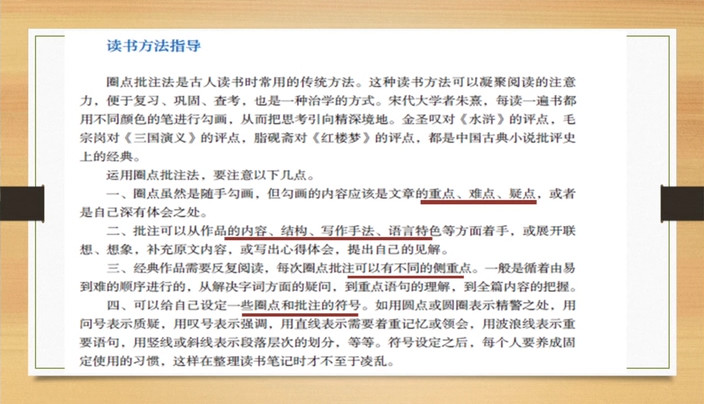 读书方法指导
圈点批注法是古人读书时常用的传统方法。这种读书方法可以凝聚阅读的注意
力，便于复习、巩固、查考，也是一种治学的方式。宋代大学者朱熹，每读一遍书都
用不同颜色的笔进行勾画，从而把思考引向精深境地。金圣叹对《水浒》的评点，毛
宗岗对《三国演义》的评点，脂砚斋对《红楼梦》的评点，都是中国古典小说批评史
上的经典。
运用圈点批注法，要注意以下几点。
一、圈点虽然是随手勾画，但勾画的内容应该是文章的重点、难点、疑点，或者
是自己深有体会之处。
二、批注可以从作品的内容、结构、写作手法、语言特色等方面着手，或展开联
想、想象，补充原文内容，或写出心得体会，提出自己的见解。
三、经典作品需要反复阅读，每次圈点批注可以有不同的侧重点。一般是循着由易
到难的顺序进行的，从解决字词方面的疑问，到重点语句的理解，到全篇内容的把握。
四、可以给自己设定一些圈点和批注的符号。如用圆点或圆圈表示精警之处，用
问号表示质疑，用叹号表示强调，用直线表示需要着重记忆或领会，用波浪线表示重
要语句，用竖线或斜线表示段落层次的划分，等等。符号设定之后，每个人要养成固
定使用的习惯，这样在整理读书笔记时才不至于凌乱。